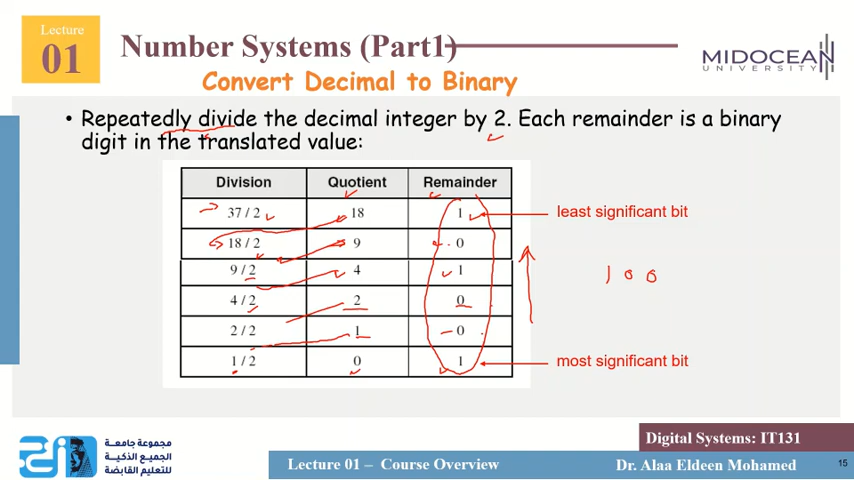 Lecture
01
Number Systems (Part1)
Convert Decimal to Binary
MIDOCEAN
UNIVERSITY
• Repeatedly divide the decimal integer by 2. Each remainder is a binary
digit in the translated value:
Division Quotient Remainder
37 / 2 18 1
least significant bit
18 / 2 9 0
9 / 2 4 1
1 0 0
4 / 2 2 0
2 / 2 1 0
1 / 2 0 1
most significant bit
مجموعة جامعة
الجميع الذكية
للتعليم القابضة
Digital Systems: IT131
Lecture 01 – Course Overview
Dr. Alaa Eldeen Mohamed
15